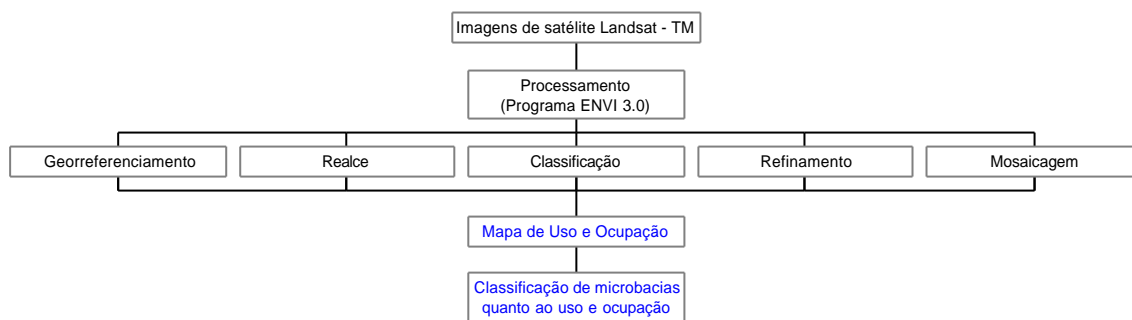 Imagens de satélite Landsat - TM
Processamento
(Programa ENVI 3.0)
Georreferenciamento
Realce
Classificação
Refinamento
Mosaicagem
Mapa de Uso e Ocupação
Classificação de microbacias
quanto ao uso e ocupação